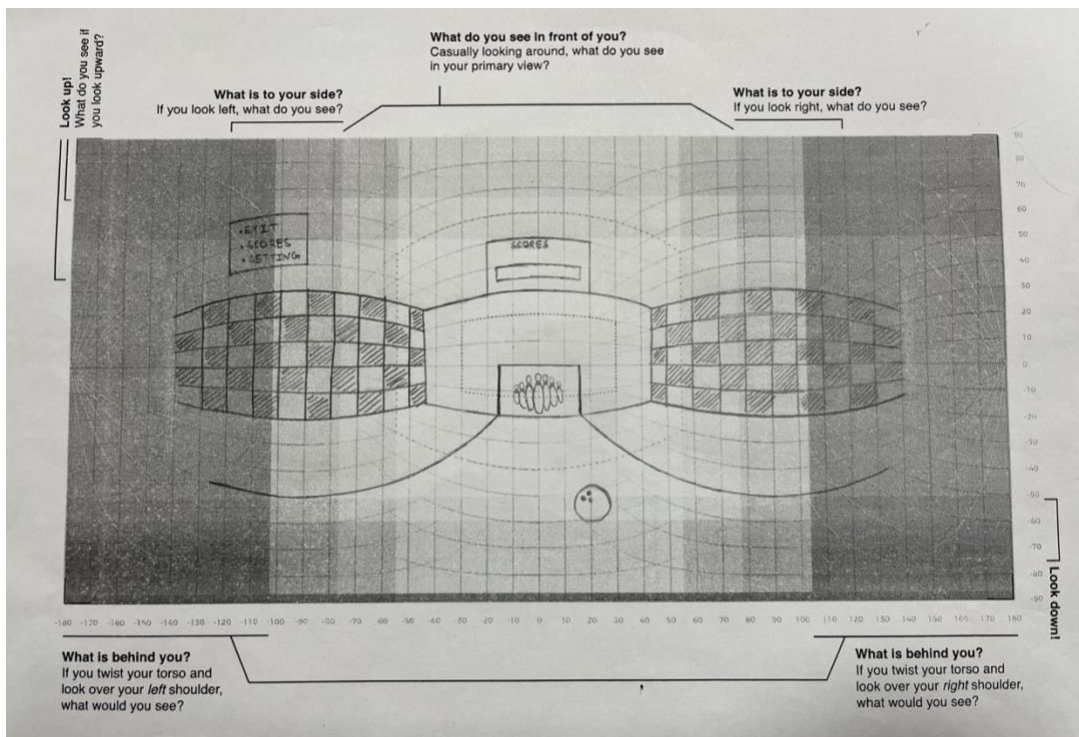 What do you see in front of you?
Casually looking around, what do you see
in your primary view?
Look up!
What do you see if
you look upward?
What is to your side?
If you look left, what do you see?
What is to your side?
If you look right, what do you see?
• EXIT
• SCORES
• SETTING
SCORES
90
80
70
60
50
40
30
20
10
0
-10
-20
-30
-40
-50
-60
-70
-80
-90
Look down!
-180 -170 -160 -150 -140 -130 -120 -110 -100 -90 -80 -70 -60 -50 -40 -30 -20 -10 0 10 20 30 40 50 60 70 80 90 100 110 120 130 140 150 160 170 180
What is behind you?
If you twist your torso and
look over your left shoulder,
what would you see?
What is behind you?
If you twist your torso and
look over your right shoulder,
what would you see?